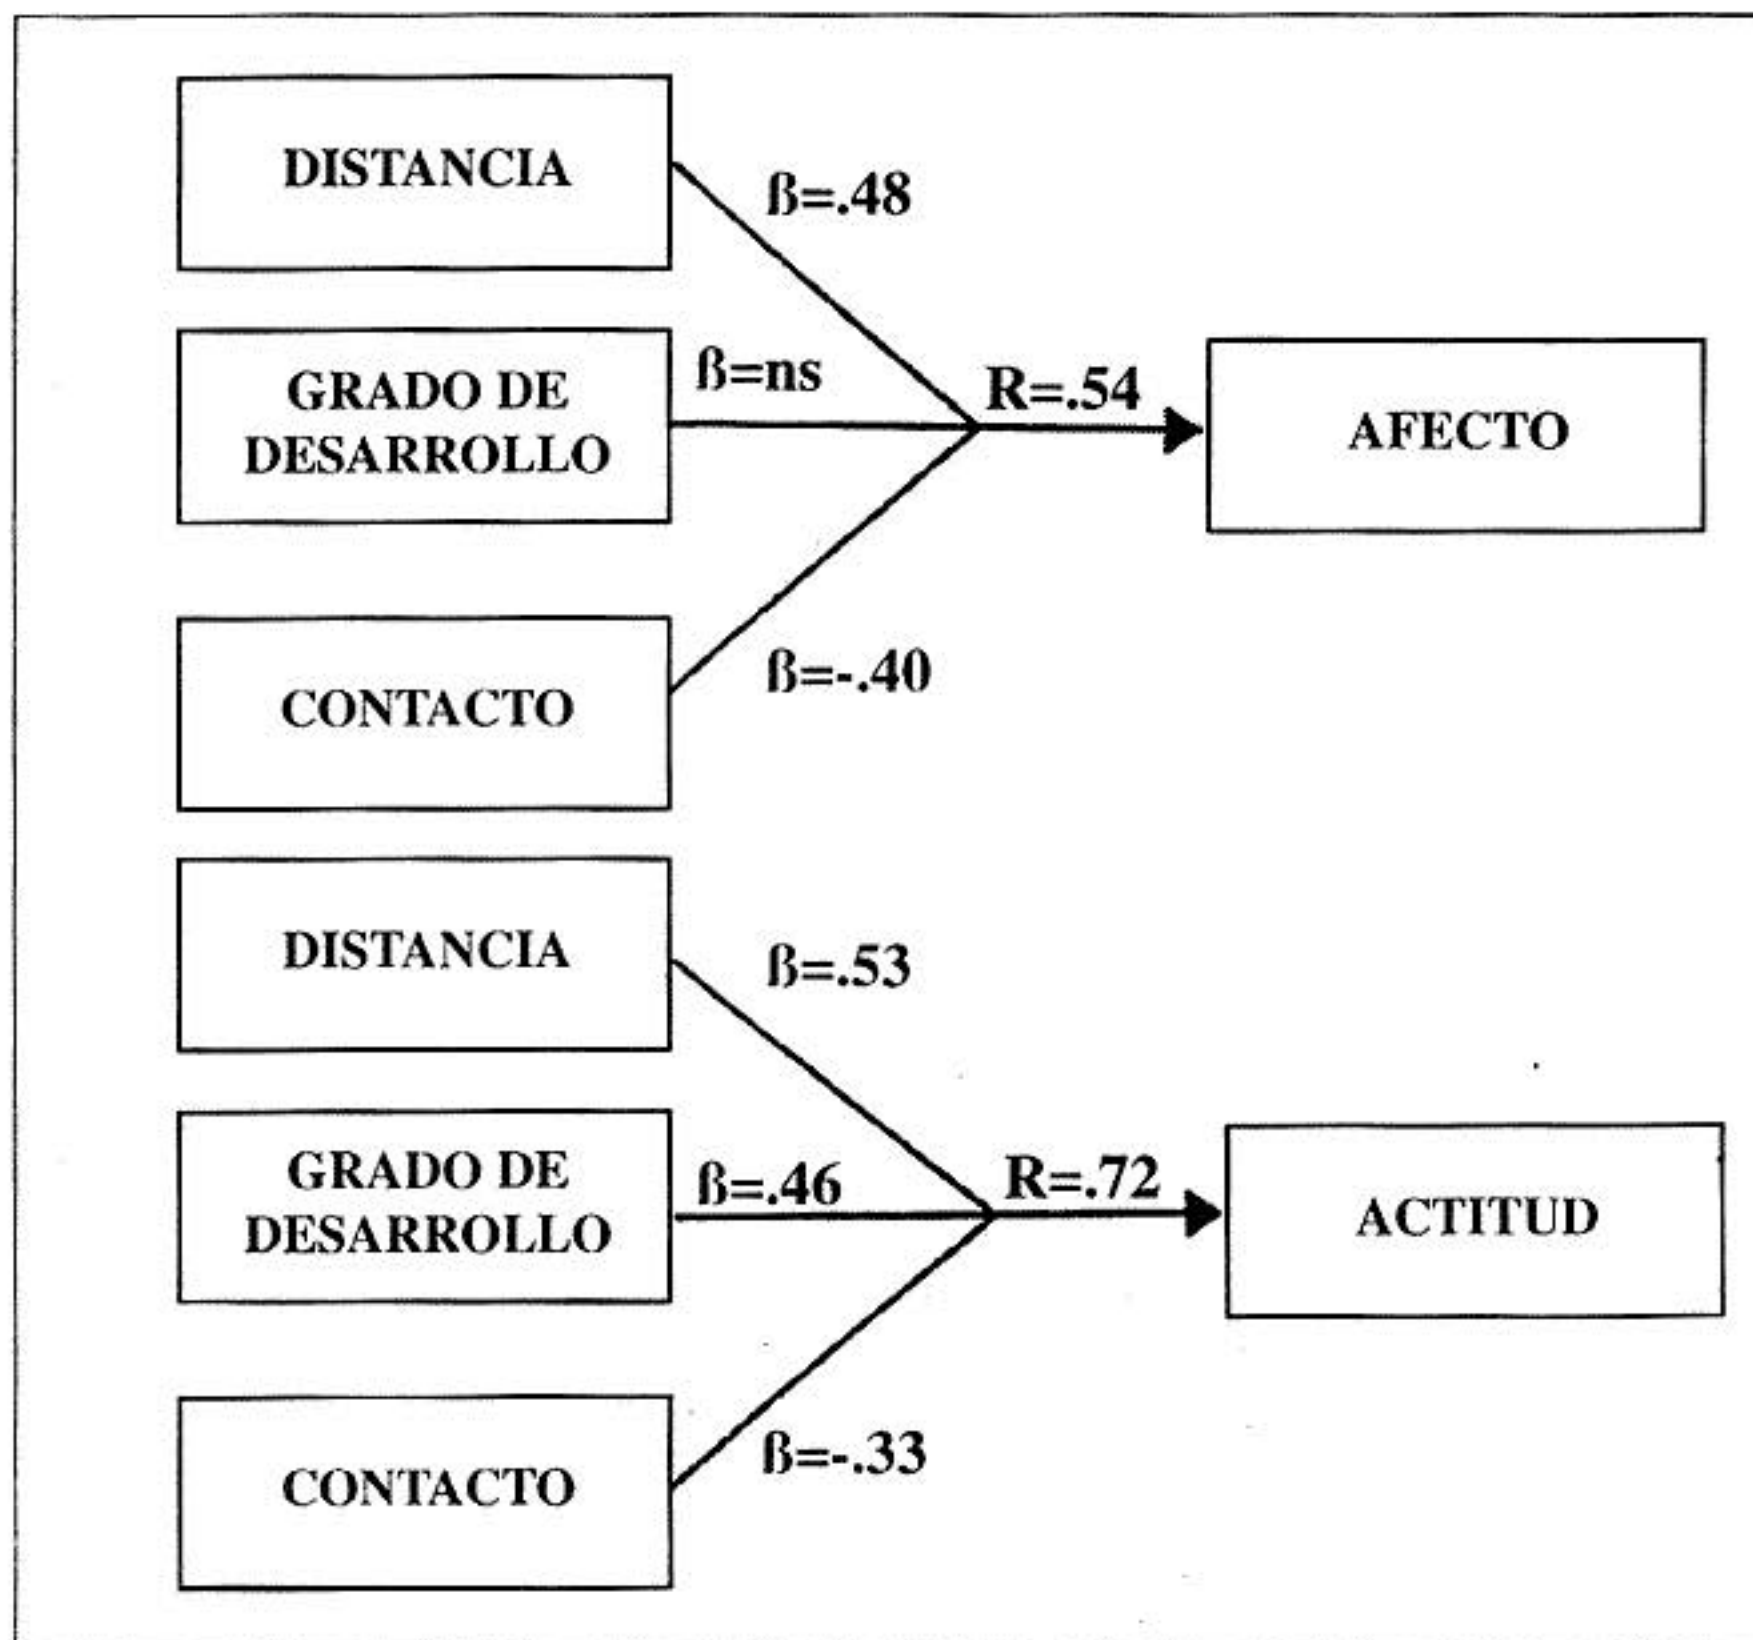 DISTANCIA
ß=.48
GRADO DE
DESARROLLO
ß=ns
R=.54
AFECTO
CONTACTO
ß=-.40
DISTANCIA
ß=.53
GRADO DE
DESARROLLO
ß=.46
R=.72
ACTITUD
CONTACTO
ß=-.33